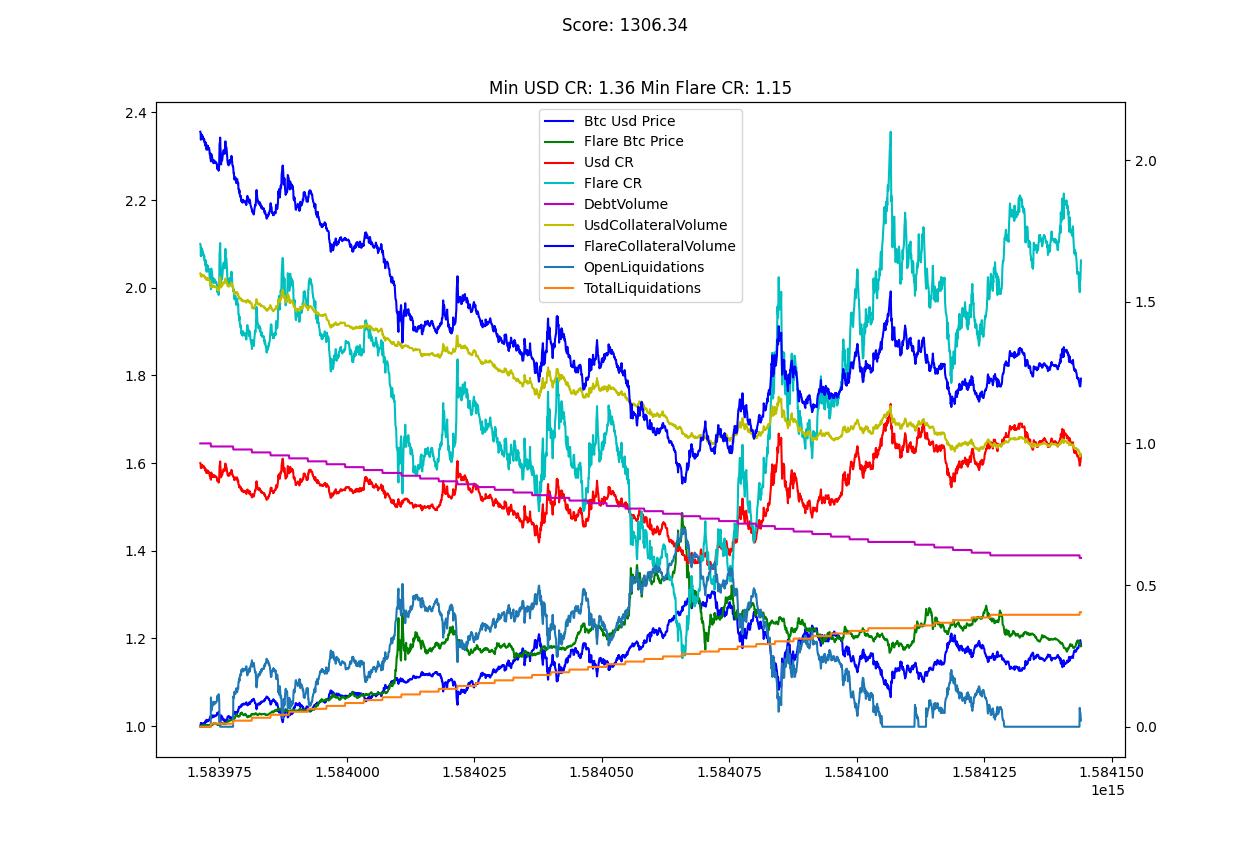 Score: 1306.34
Min USD CR: 1.36 Min Flare CR: 1.15
Btc Usd Price
Flare Btc Price
Usd CR
Flare CR
DebtVolume
UsdCollateralVolume
FlareCollateralVolume
OpenLiquidations
TotalLiquidations
2.4
2.2
2.0
1.8
1.6
1.4
1.2
1.0
2.0
1.5
1.0
0.5
0.0
1.583975 1.584000 1.584025 1.584050 1.584075 1.584100 1.584125 1.584150
1e15